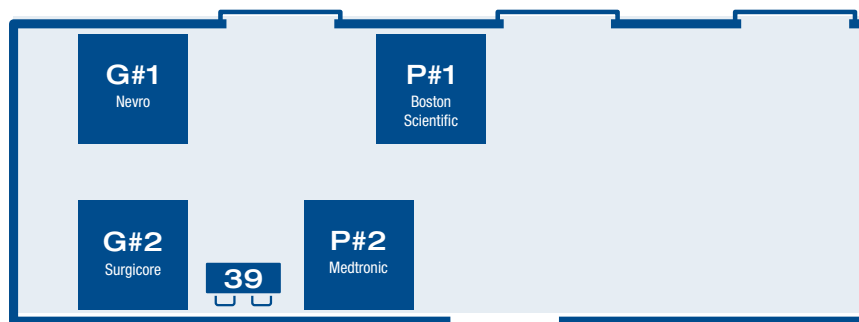 G#1
Nevro
P#1
Boston
Scientific
G#2
Surgicore
39
P#2
Medtronic